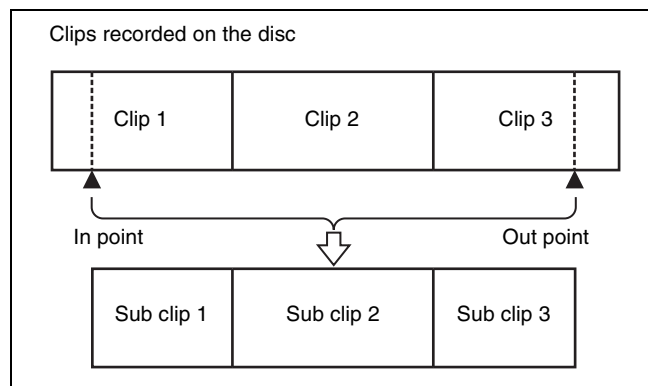 Clips recorded on the disc
Clip 1 Clip 2 Clip 3
In point Out point
Sub clip 1 Sub clip 2 Sub clip 3